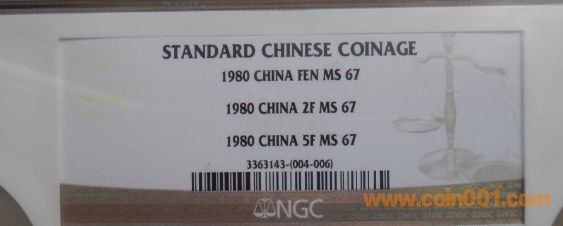 STANDARD CHINESE COINAGE
1980 CHINA FEN MS 67
1980 CHINA 2F MS 67
1980 CHINA 5F MS 67
3363143-(004-006)
NGC
www.coin001.com